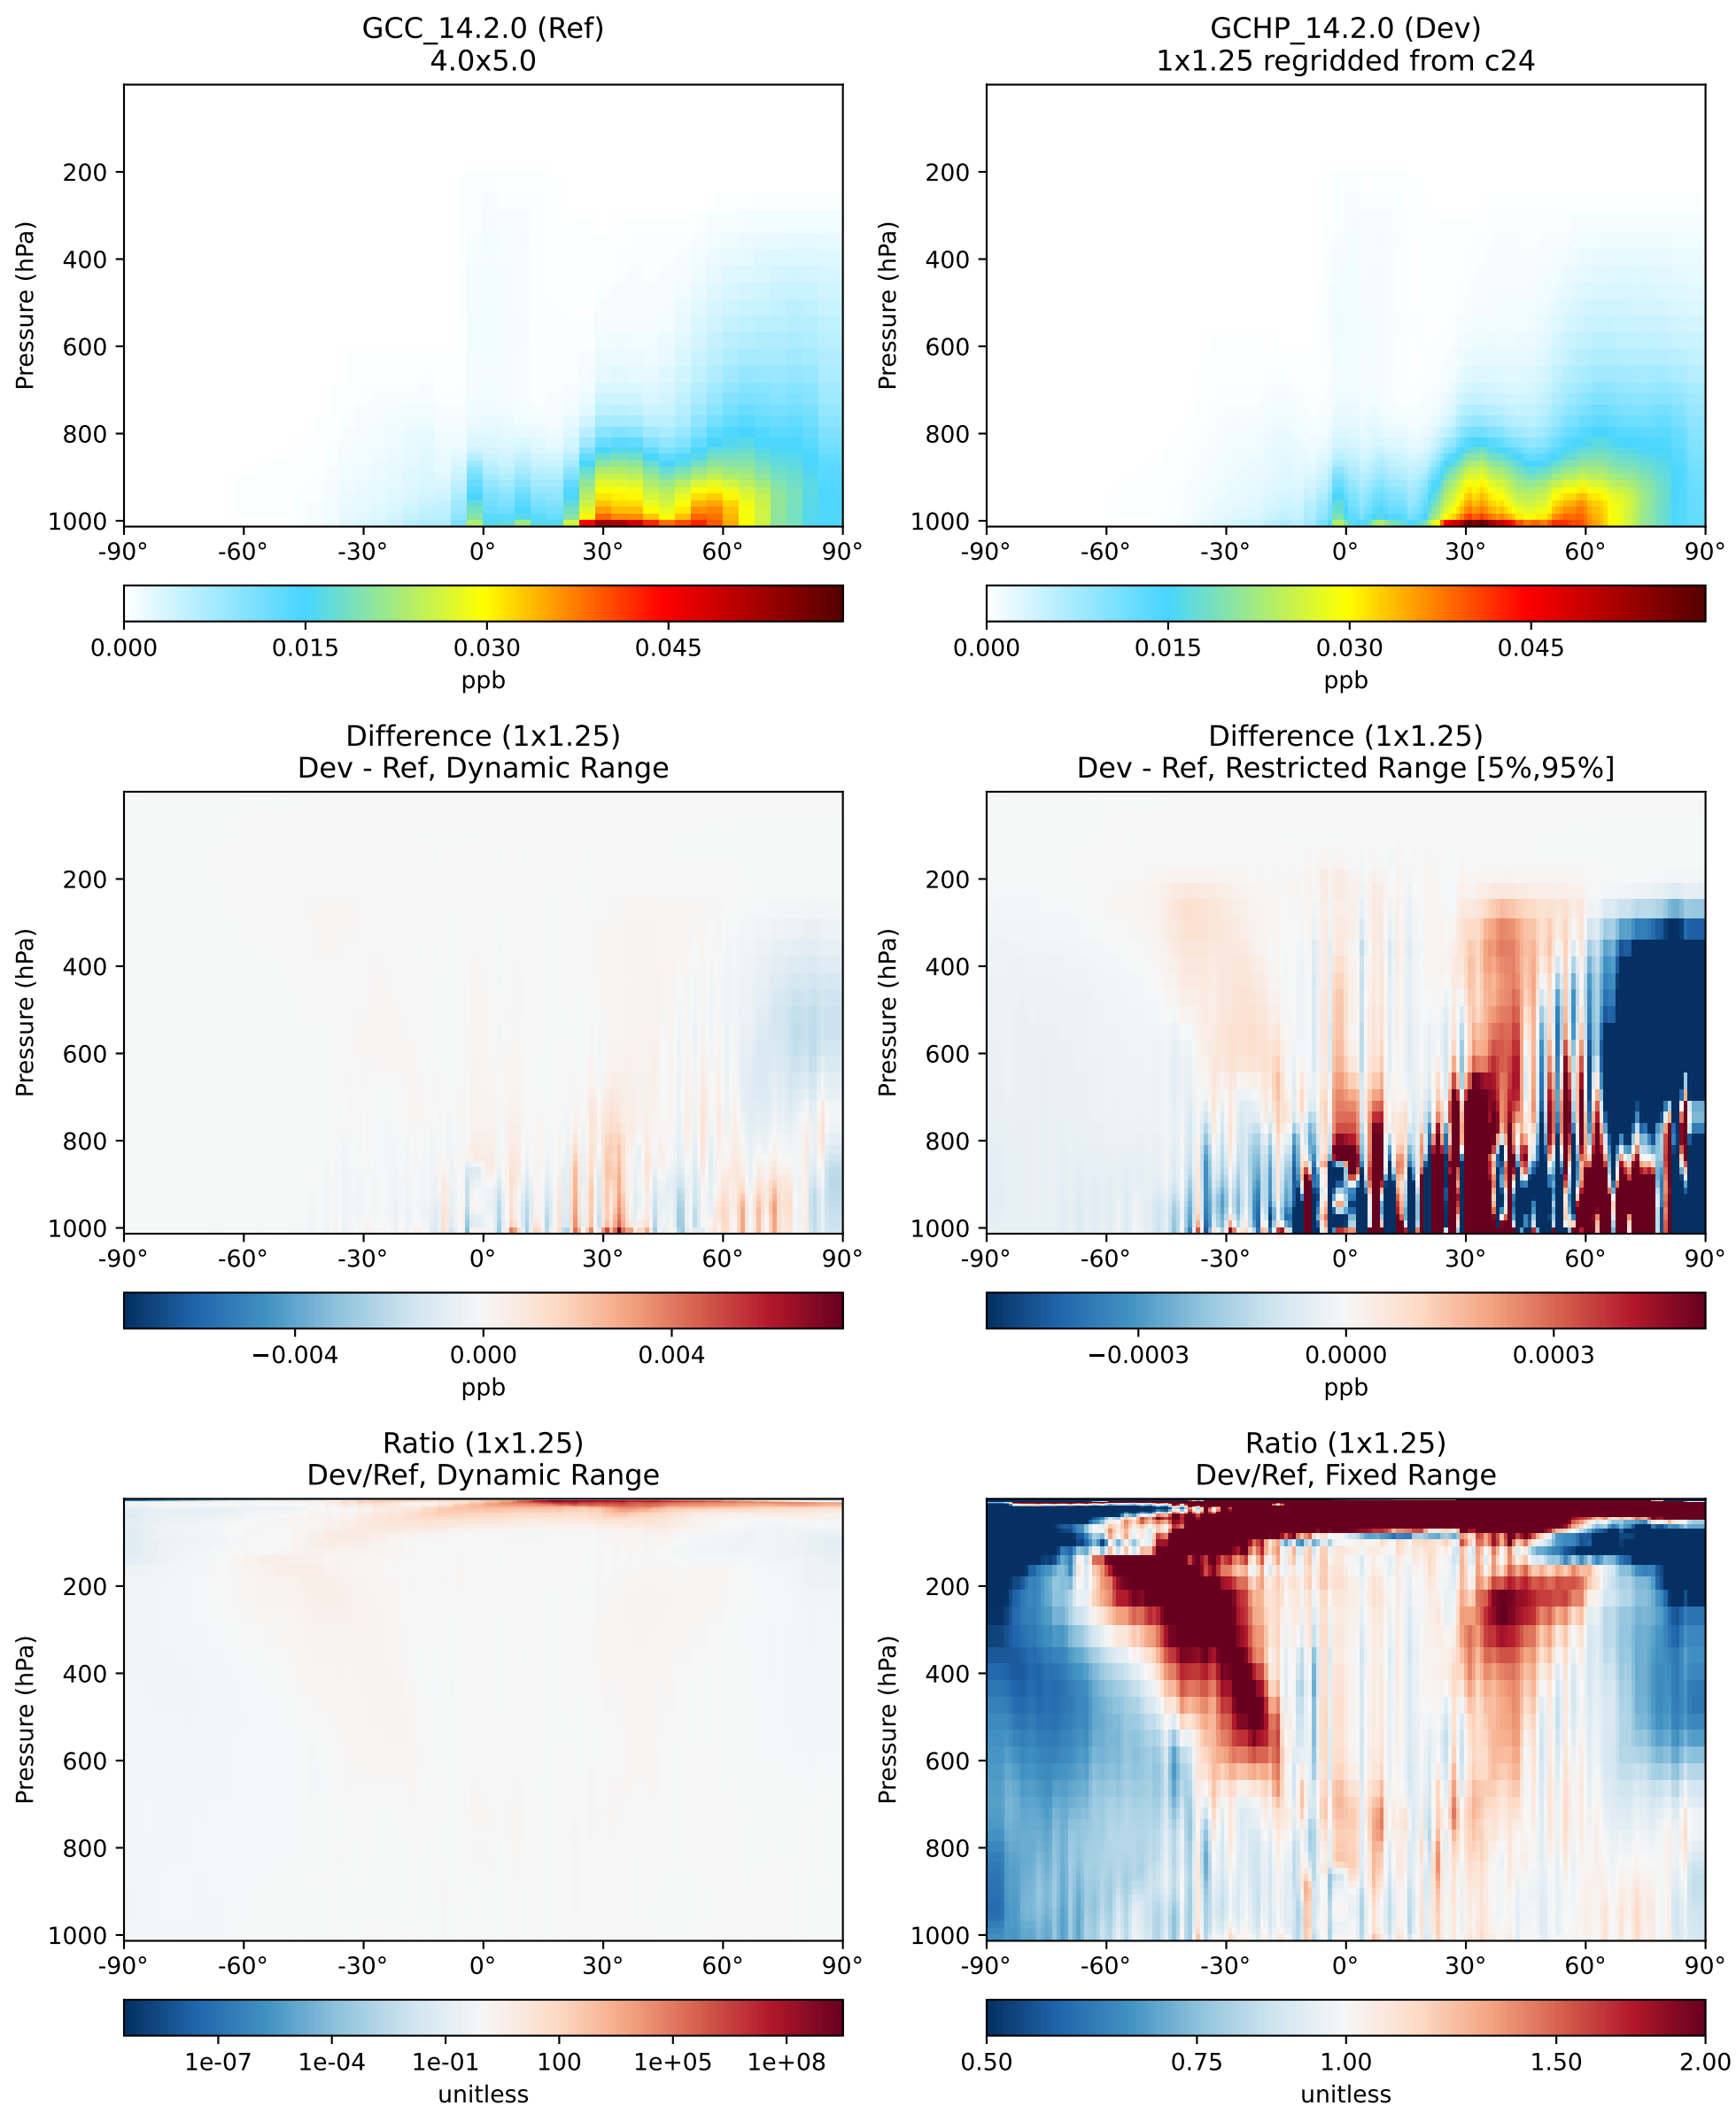 GCC_14.2.0 (Ref)
4.0x5.0
Pressure (hPa)
200
400
600
800
1000
-90° -60° -30° 0° 30° 60° 90°
0.000 0.015 0.030 0.045
ppb
GCHP_14.2.0 (Dev)
1x1.25 regridded from c24
Pressure (hPa)
200
400
600
800
1000
-90° -60° -30° 0° 30° 60° 90°
0.000 0.015 0.030 0.045
ppb
Difference (1x1.25)
Dev - Ref, Dynamic Range
Pressure (hPa)
200
400
600
800
1000
-90° -60° -30° 0° 30° 60° 90°
−0.004 0.000 0.004
ppb
Difference (1x1.25)
Dev - Ref, Restricted Range [5%,95%]
Pressure (hPa)
200
400
600
800
1000
-90° -60° -30° 0° 30° 60° 90°
−0.0003 0.0000 0.0003
ppb
Ratio (1x1.25)
Dev/Ref, Dynamic Range
Pressure (hPa)
200
400
600
800
1000
-90° -60° -30° 0° 30° 60° 90°
1e-07 1e-04 1e-01 100 1e+05 1e+08
unitless
Ratio (1x1.25)
Dev/Ref, Fixed Range
Pressure (hPa)
200
400
600
800
1000
-90° -60° -30° 0° 30° 60° 90°
0.50 0.75 1.00 1.50 2.00
unitless